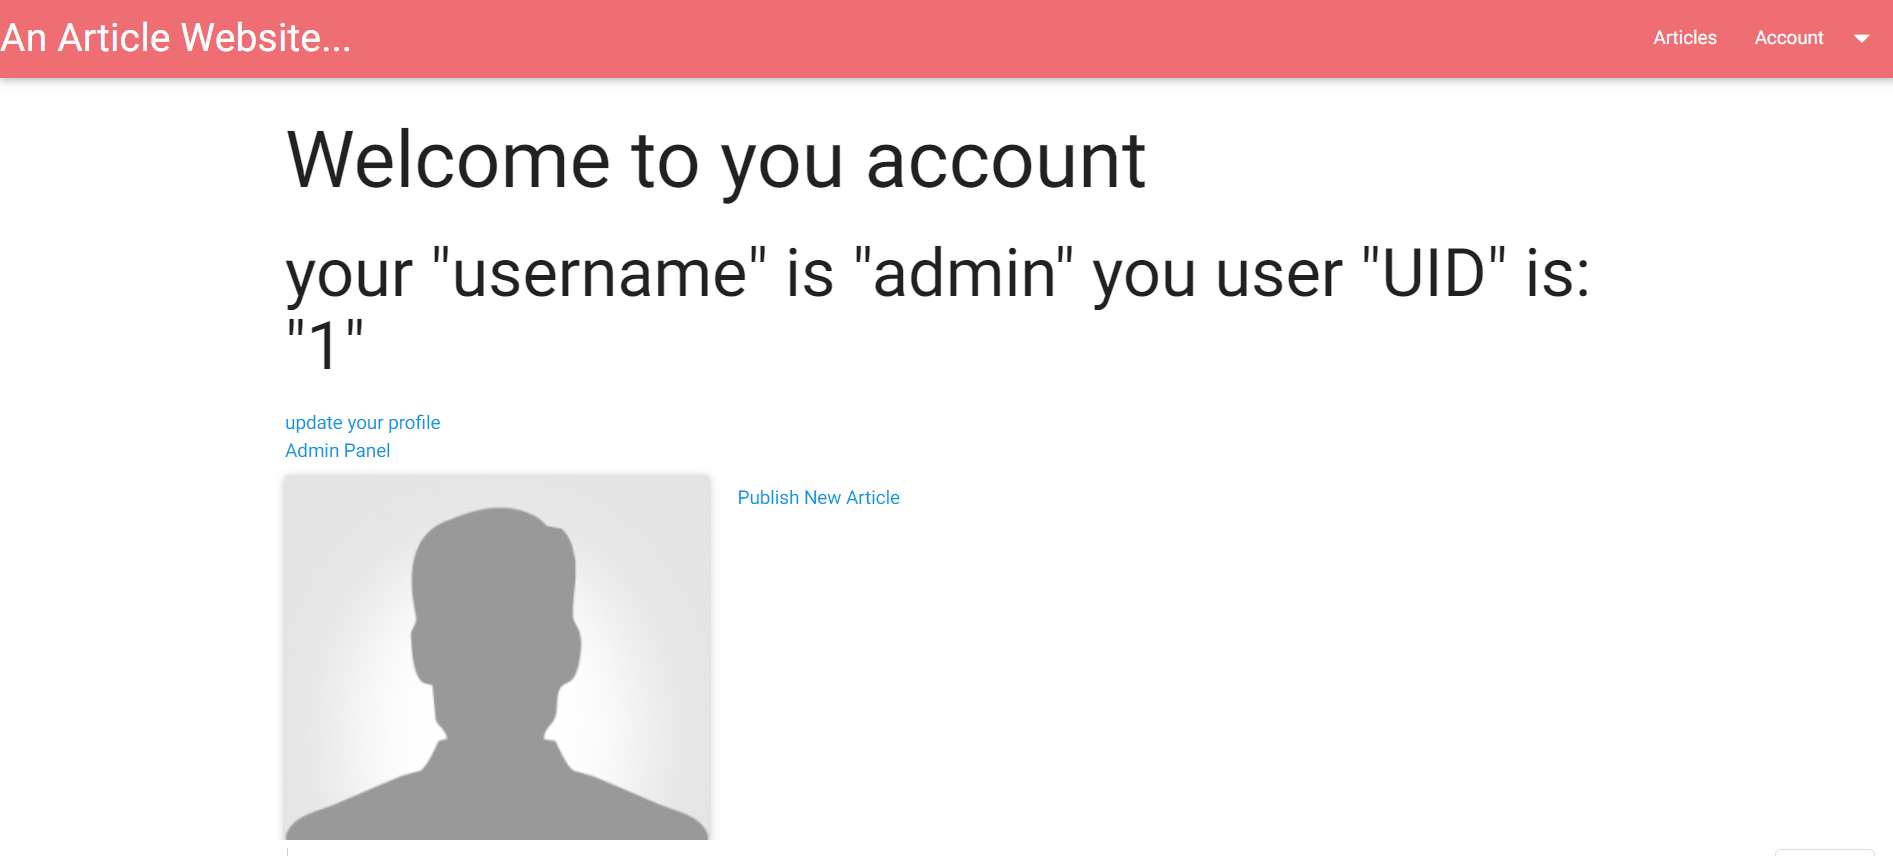 An Article Website...
Articles
Account
Welcome to you account
your "username" is "admin" you user "UID" is:
"1"
update your profile
Admin Panel
Publish New Article